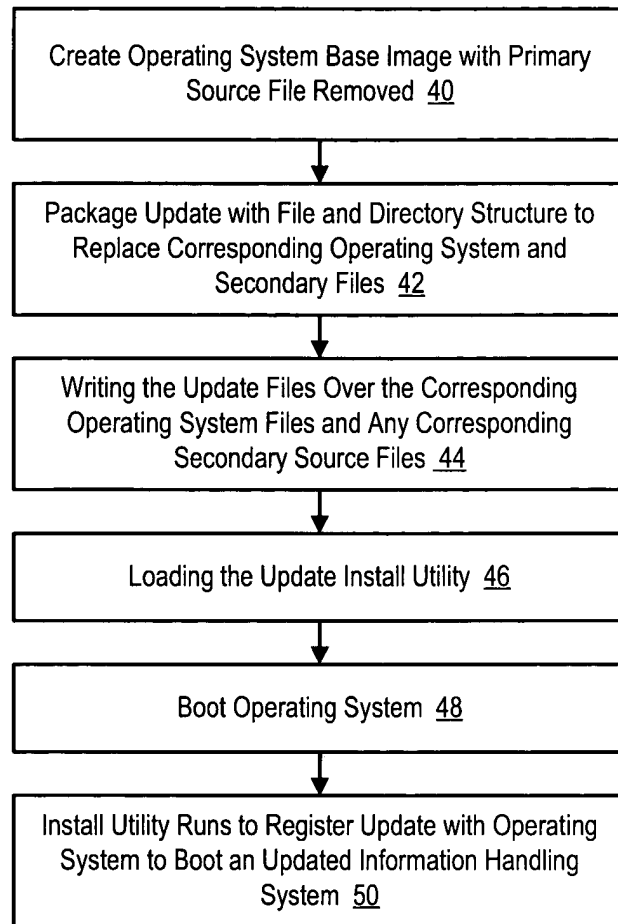 Create Operating System Base Image with Primary
Source File Removed 40
Package Update with File and Directory Structure to
Replace Corresponding Operating System and
Secondary Files 42
Writing the Update Files Over the Corresponding
Operating System Files and Any Corresponding
Secondary Source Files 44
Loading the Update Install Utility 46
Boot Operating System 48
Install Utility Runs to Register Update with Operating
System to Boot an Updated Information Handling
System 50